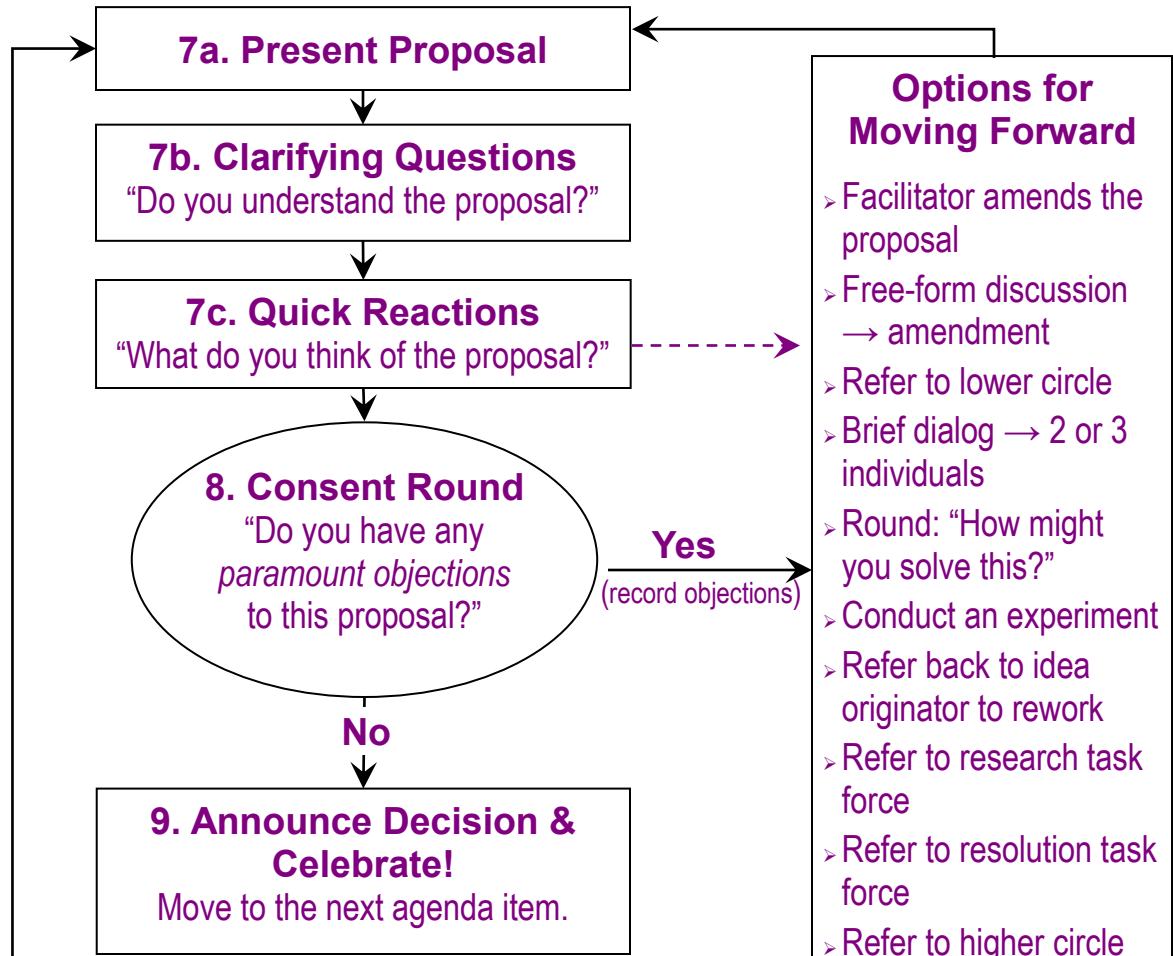 7a. Present Proposal
7b. Clarifying Questions
“Do you understand the proposal?”
7c. Quick Reactions
“What do you think of the proposal?”
8. Consent Round
“Do you have any
paramount objections
to this proposal?”
Yes
(record objections)
No
9. Announce Decision &
Celebrate!
Move to the next agenda item.
Options for
Moving Forward
➢ Facilitator amends the
proposal
➢ Free-form discussion
→ amendment
➢ Refer to lower circle
➢ Brief dialog → 2 or 3
individuals
➢ Round: “How might
you solve this?”
➢ Conduct an experiment
➢ Refer back to idea
originator to rework
➢ Refer to research task
force
➢ Refer to resolution task
force
➢ Refer to higher circle